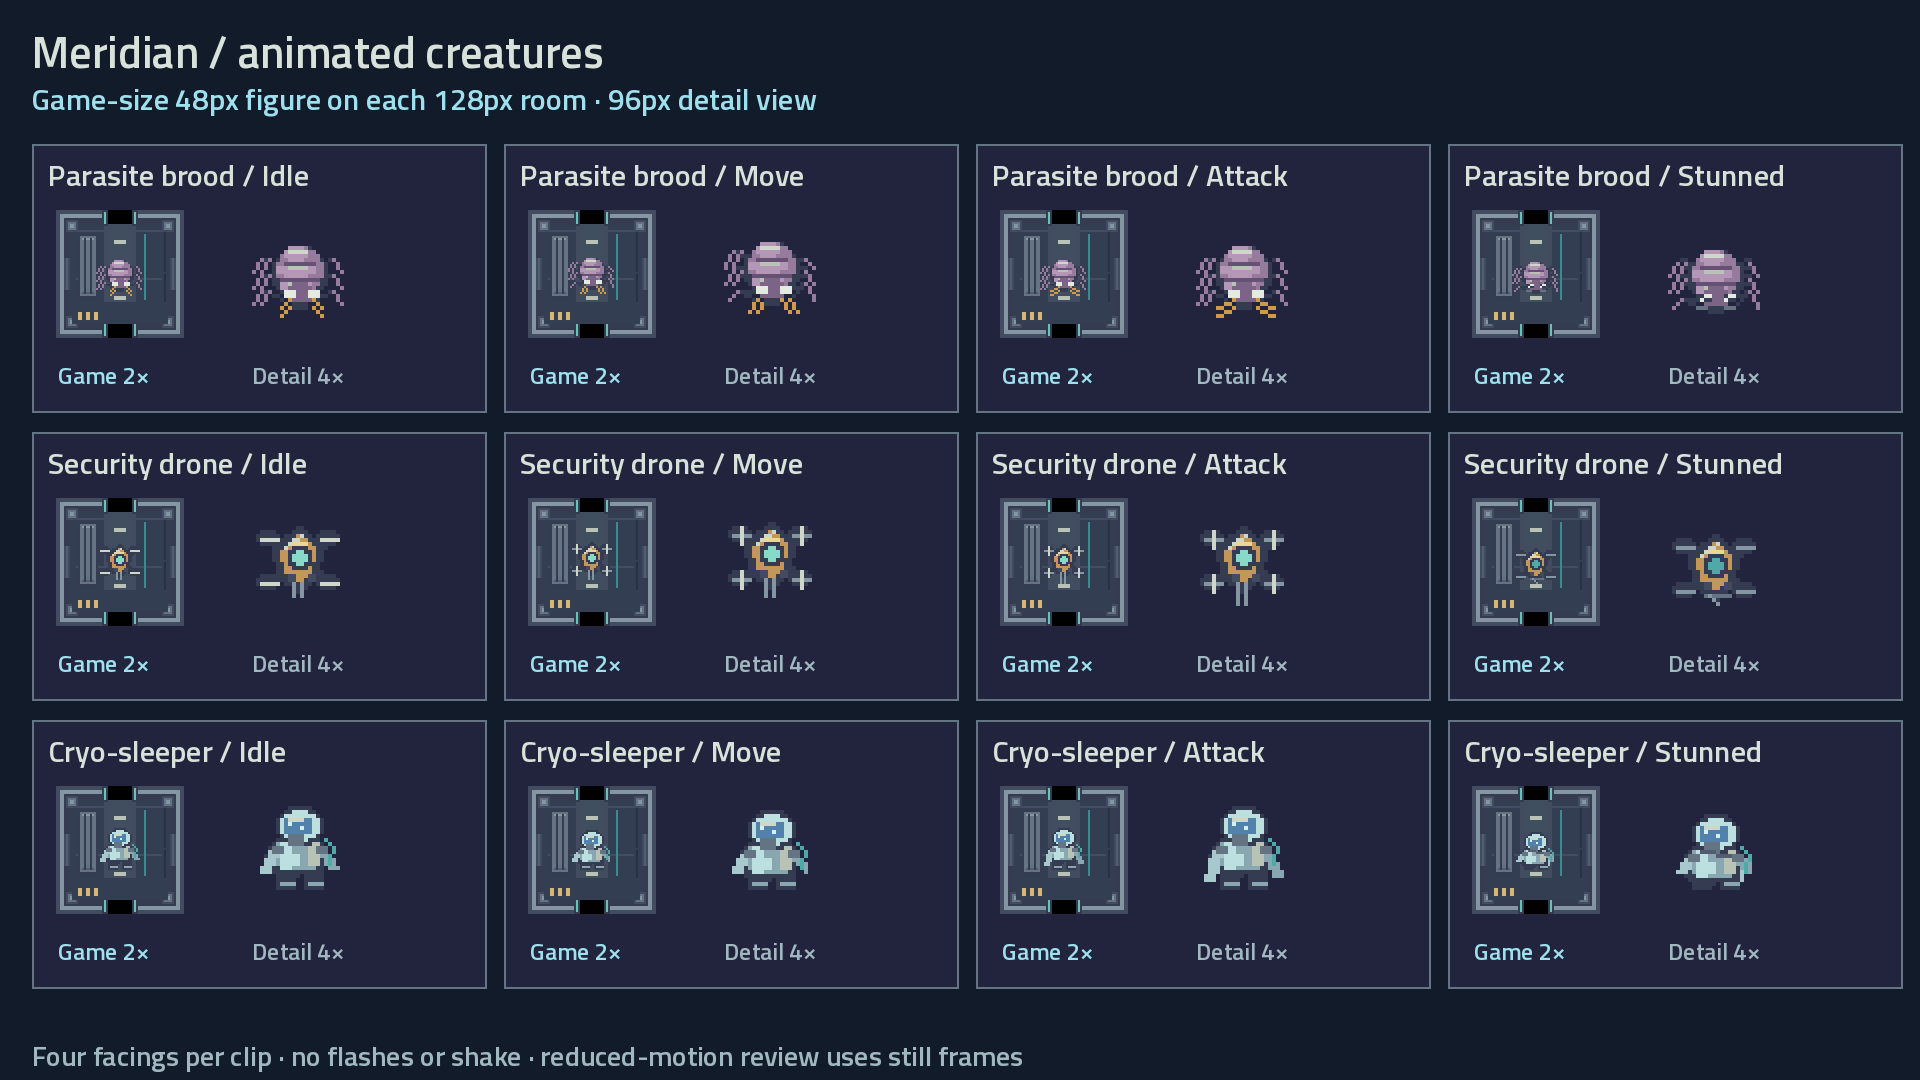 Meridian / animated creatures
Game-size 48px figure on each 128px room · 96px detail view
Parasite brood / Idle
Game 2×
Detail 4×
Parasite brood / Move
Game 2×
Detail 4×
Parasite brood / Attack
Game 2×
Detail 4×
Parasite brood / Stunned
Game 2×
Detail 4×
Security drone / Idle
Game 2×
Detail 4×
Security drone / Move
Game 2×
Detail 4×
Security drone / Attack
Game 2×
Detail 4×
Security drone / Stunned
Game 2×
Detail 4×
Cryo-sleeper / Idle
Game 2×
Detail 4×
Cryo-sleeper / Move
Game 2×
Detail 4×
Cryo-sleeper / Attack
Game 2×
Detail 4×
Cryo-sleeper / Stunned
Game 2×
Detail 4×
Four facings per clip · no flashes or shake · reduced-motion review uses still frames